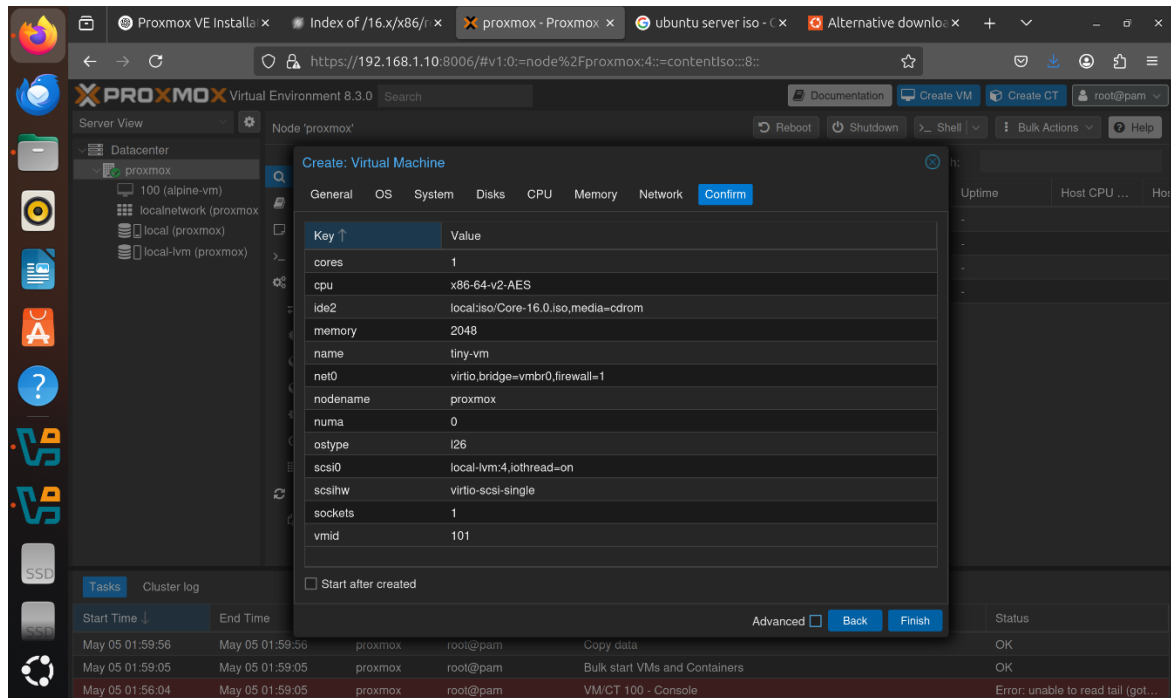 Proxmox VE Installa
Index of /16.x/x86/r
proxmox - Proxmox
ubuntu server iso -
Alternative downloa
https://192.168.1.10:8006/#v1:0:=node%2Fproxmox:4::=contentIso:::8::
PROXMOX Virtual Environment 8.3.0 Search
Documentation Create VM Create CT root@pam
Server View
Node 'proxmox'
Reboot Shutdown >_ Shell Bulk Actions Help
Datacenter
proxmox
100 (alpine-vm)
localnetwork (proxmox
local (proxmox)
local-lvm (proxmox)
Create: Virtual Machine
General OS System Disks CPU Memory Network Confirm
Uptime Host CPU ...
Key Value
cores 1
cpu x86-64-v2-AES
ide2 local:iso/Core-16.0.iso,media=cdrom
memory 2048
name tiny-vm
net0 virtio,bridge=vmbr0,firewall=1
nodename proxmox
numa 0
ostype l26
scsi0 local-lvm:4,iothread=on
scsihw virtio-scsi-single
sockets 1
vmid 101
Start after created
Advanced Back Finish
Tasks Cluster log
Start Time End Time Status
May 05 01:59:56 May 05 01:59:56 proxmox root@pam Copy data OK
May 05 01:59:05 May 05 01:59:05 proxmox root@pam Bulk start VMs and Containers OK
May 05 01:56:04 May 05 01:59:05 proxmox root@pam VM/CT 100 - Console Error: unable to read tail (got...
SSD
SSD